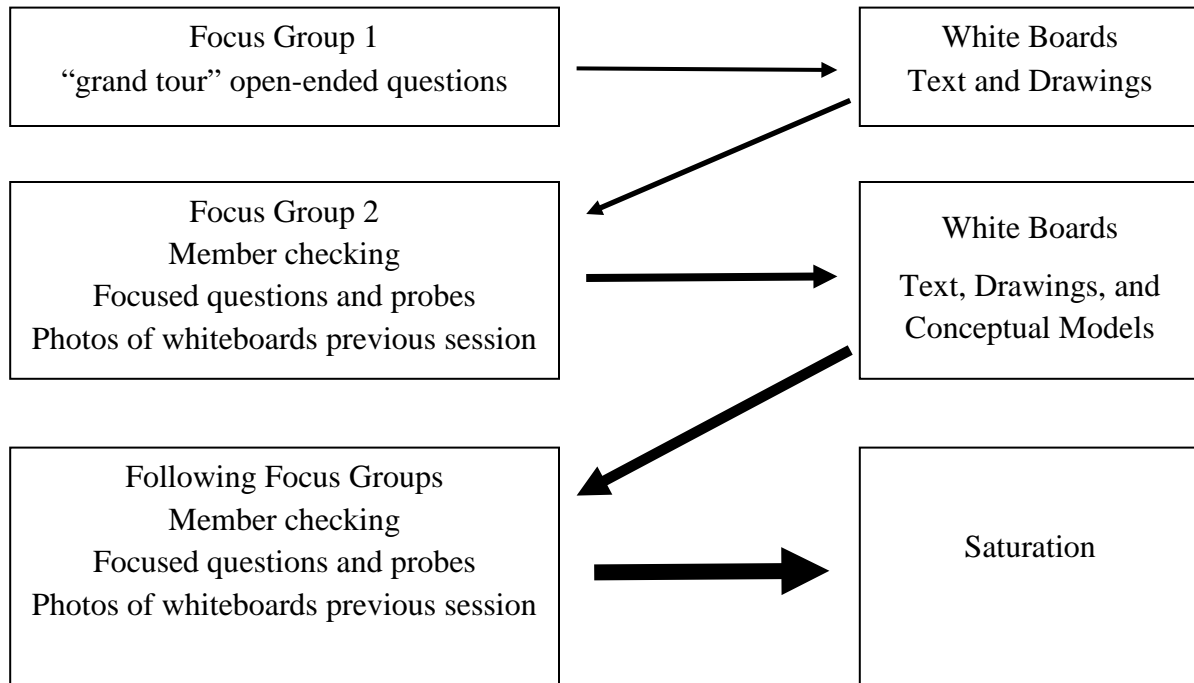 Focus Group 1
“grand tour” open-ended questions
White Boards
Text and Drawings
Focus Group 2
Member checking
Focused questions and probes
Photos of whiteboards previous session
White Boards
Text, Drawings, and
Conceptual Models
Following Focus Groups
Member checking
Focused questions and probes
Photos of whiteboards previous session
Saturation